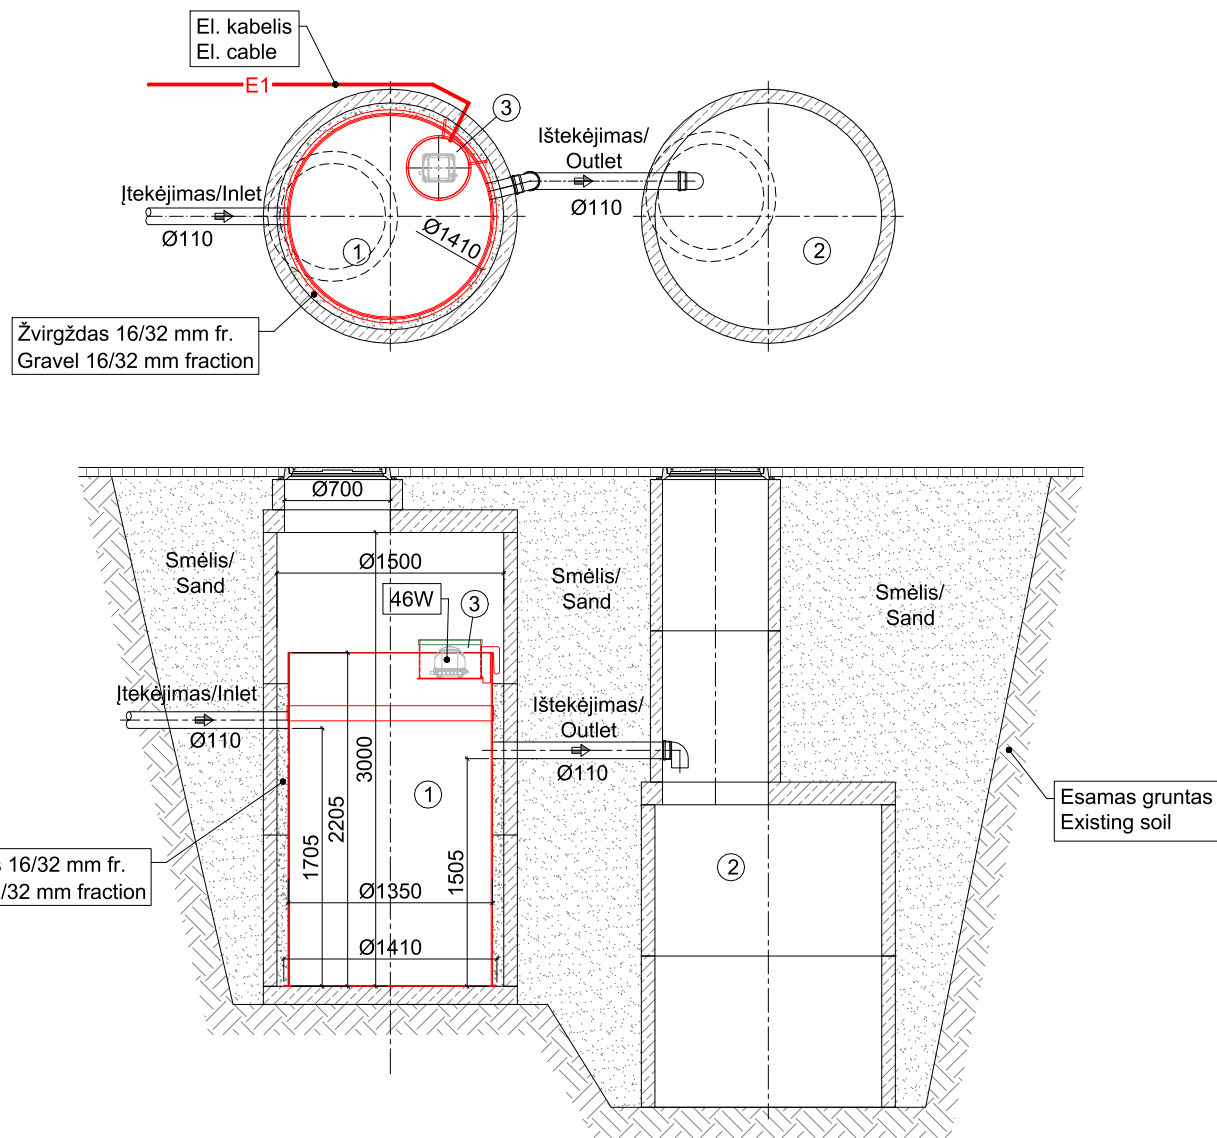 El. kabelis
El. cable
E1
3
Ištekėjimas/
Outlet
Įtekėjimas/Inlet
Ø110
Ø110
Ø1410
1
2
Žvirgždas 16/32 mm fr.
Gravel 16/32 mm fraction
Ø700
Smėlis/
Sand
Ø1500
Smėlis/
Sand
Smėlis/
Sand
46W
3
Įtekėjimas/Inlet
Ø110
Ištekėjimas/
Outlet
Ø110
3000
2205
1705
1505
1
2
Ø1350
Ø1410
Esamas gruntas
Existing soil
s 16/32 mm fr.
/32 mm fraction